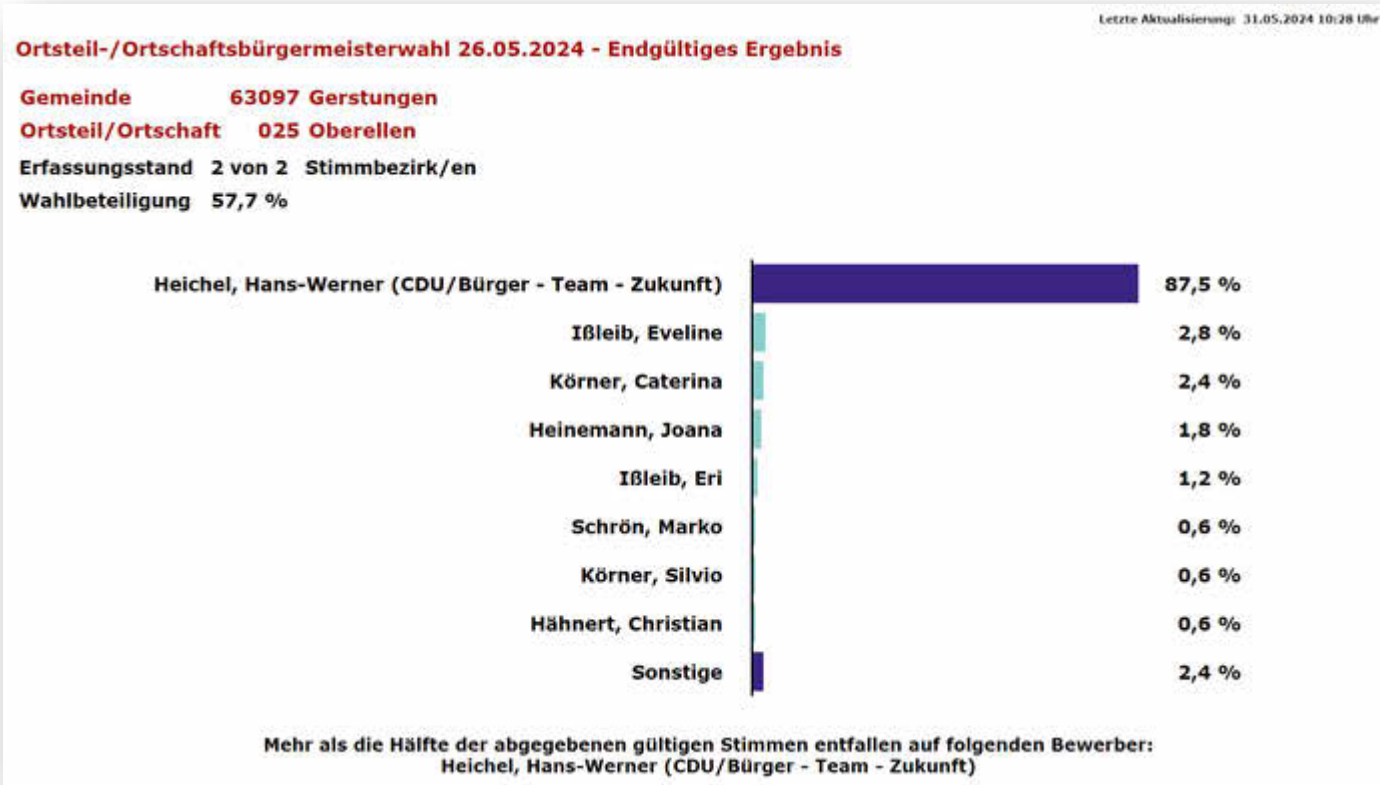 Letzte Aktualisierung: 31.05.2024 10:28 Uhr
Ortsteil-/Ortschaftsbürgermeisterwahl 26.05.2024 - Endgültiges Ergebnis
Gemeinde 63097 Gerstungen
Ortsteil/Ortschaft 025 Oberellen
Erfassungsstand 2 von 2 Stimmbezirk/en
Wahlbeteiligung 57,7 %
Heichel, Hans-Werner (CDU/Bürger - Team - Zukunft) 87,5 %
Ißleib, Eveline 2,8 %
Körner, Caterina 2,4 %
Heinemann, Joana 1,8 %
Ißleib, Eri 1,2 %
Schrön, Marko 0,6 %
Körner, Silvio 0,6 %
Hähnert, Christian 0,6 %
Sonstige 2,4 %
Mehr als die Hälfte der abgegebenen gültigen Stimmen entfallen auf folgenden Bewerber:
Heichel, Hans-Werner (CDU/Bürger - Team - Zukunft)